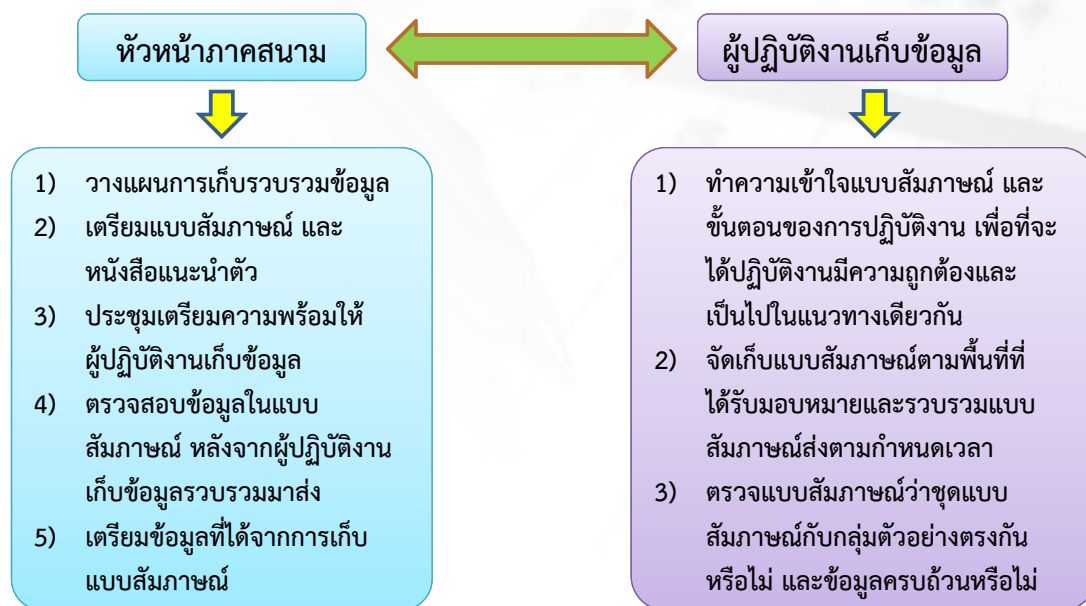 หัวหน้าภาคสนาม
ผู้ปฏิบัติงานเก็บข้อมูล
1) วางแผนการเก็บรวบรวมข้อมูล
2) เตรียมแบบสัมภาษณ์ และ
หนังสือแนะนำตัว
3) ประชุมเตรียมความพร้อมให้
ผู้ปฏิบัติงานเก็บข้อมูล
4) ตรวจสอบข้อมูลในแบบ
สัมภาษณ์ หลังจากผู้ปฏิบัติงาน
เก็บข้อมูลรวบรวมมาส่ง
5) เตรียมข้อมูลที่ได้จากการเก็บ
แบบสัมภาษณ์
1) ทำความเข้าใจแบบสัมภาษณ์ และ
ขั้นตอนของการปฏิบัติงาน เพื่อที่จะ
ได้ปฏิบัติงานมีความถูกต้องและ
เป็นไปในแนวทางเดียวกัน
2) จัดเก็บแบบสัมภาษณ์ตามพื้นที่ที่
ได้รับมอบหมายและรวบรวมแบบ
สัมภาษณ์ส่งตามกำหนดเวลา
3) ตรวจแบบสัมภาษณ์ว่าชุดแบบ
สัมภาษณ์กับกลุ่มตัวอย่างตรงกัน
หรือไม่ และข้อมูลครบถ้วนหรือไม่